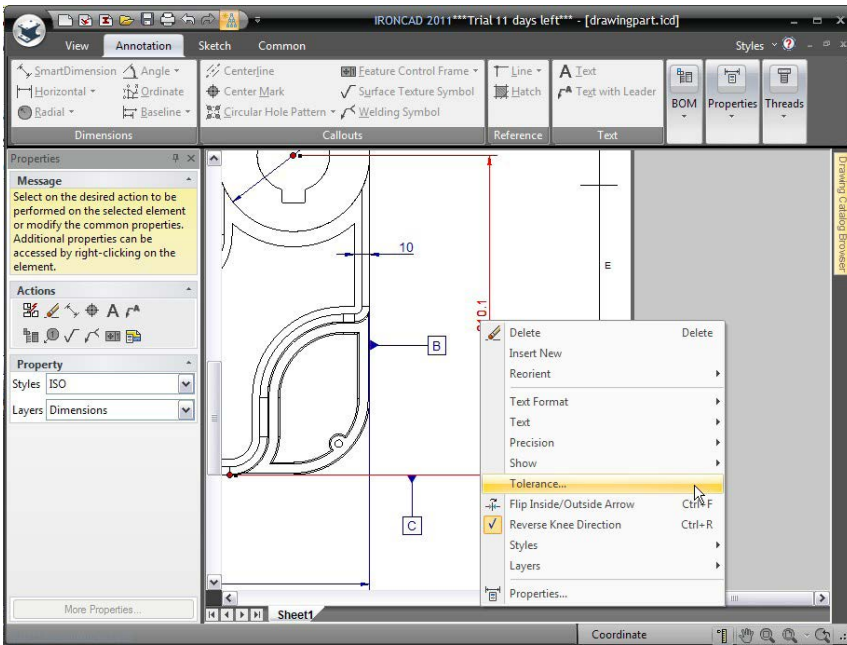 IRONCAD 2011***Trial 11 days left*** - [drawingpart.icd]
View Annotation Sketch Common Styles
SmartDimension Angle Centerline Feature Control Frame Line Text
Horizontal Ordinate Center Mark Surface Texture Symbol Hatch Text with Leader
Radial Baseline Circular Hole Pattern Welding Symbol
BOM Properties Threads
Dimensions Callouts Reference Text
Properties
Message
Select on the desired action to be
performed on the selected element
or modify the common properties.
Additional properties can be
accessed by right-clicking on the
element.
Actions
Property
Styles ISO
Layers Dimensions
More Properties...
10
E
B
C
Delete Delete
Insert New
Reorient
Text Format
Text
Precision
Show
Tolerance...
Flip Inside/Outside Arrow Ctrl+F
Reverse Knee Direction Ctrl+R
Styles
Layers
Properties...
Drawing Catalog Browser
Sheet1
Coordinate